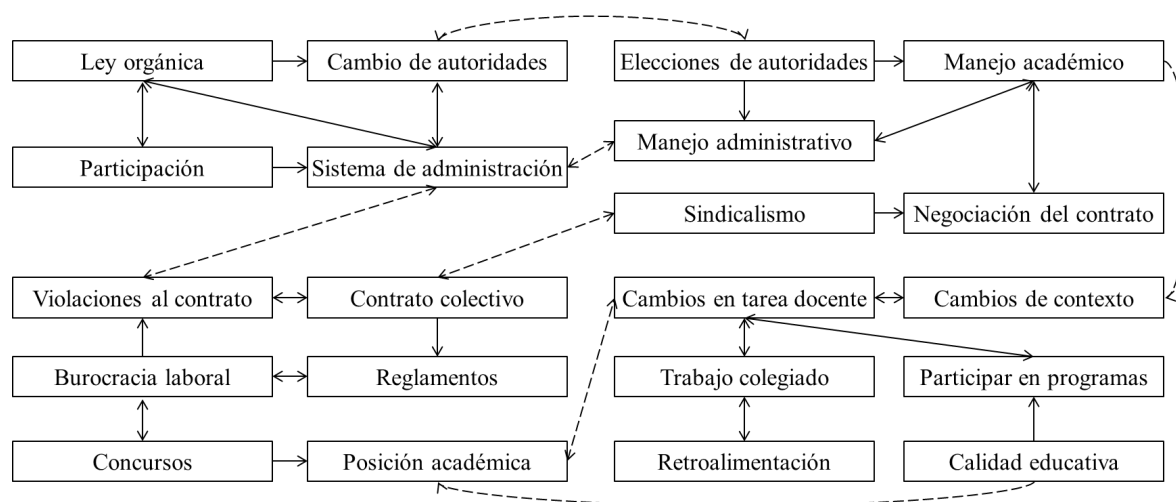 Ley orgánica
Cambio de autoridades
Elecciones de autoridades
Manejo académico
Manejo administrativo
Participación
Sistema de administración
Sindicalismo
Negociación del contrato
Violaciones al contrato
Contrato colectivo
Cambios en tarea docente
Cambios de contexto
Burocracia laboral
Reglamentos
Trabajo colegiado
Participar en programas
Concursos
Posición académica
Retroalimentación
Calidad educativa